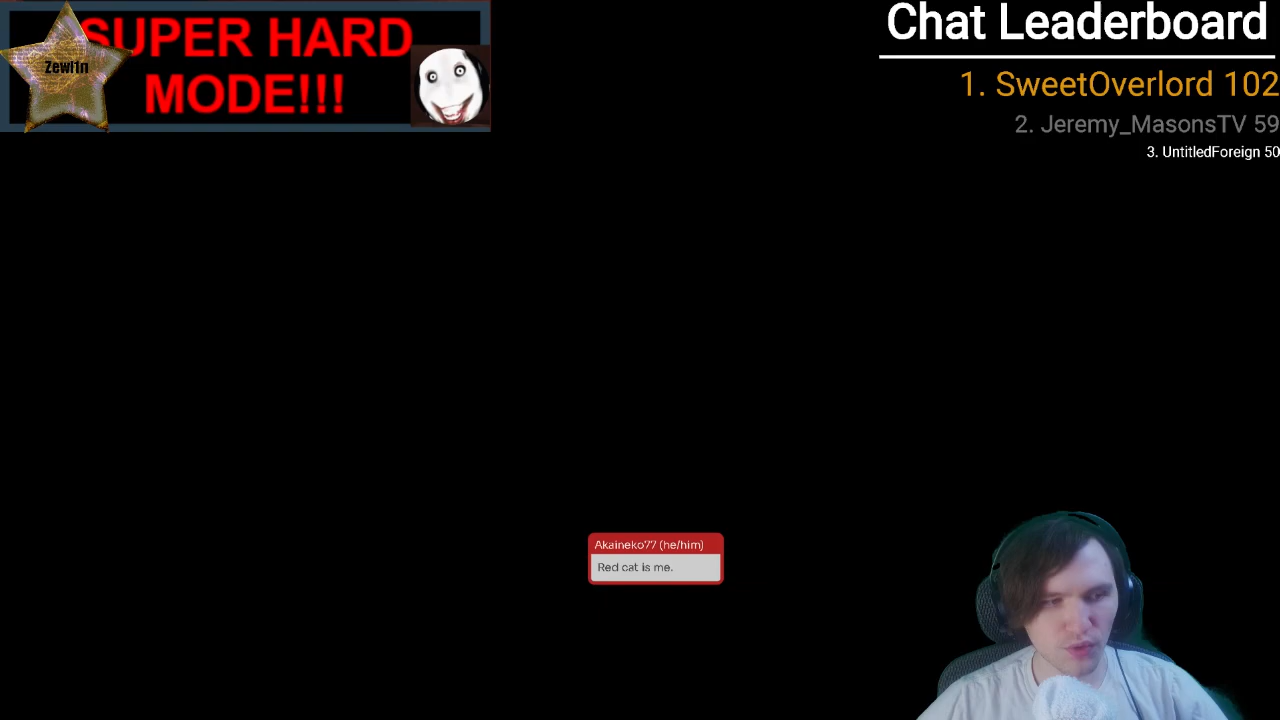 SUPER HARD
MODE!!!
Zewl1n
Chat Leaderboard
1. SweetOverlord 102
2. Jeremy_MasonsTV 59
3. UntitledForeign 50
Akaineko77 (he/him)
Red cat is me.